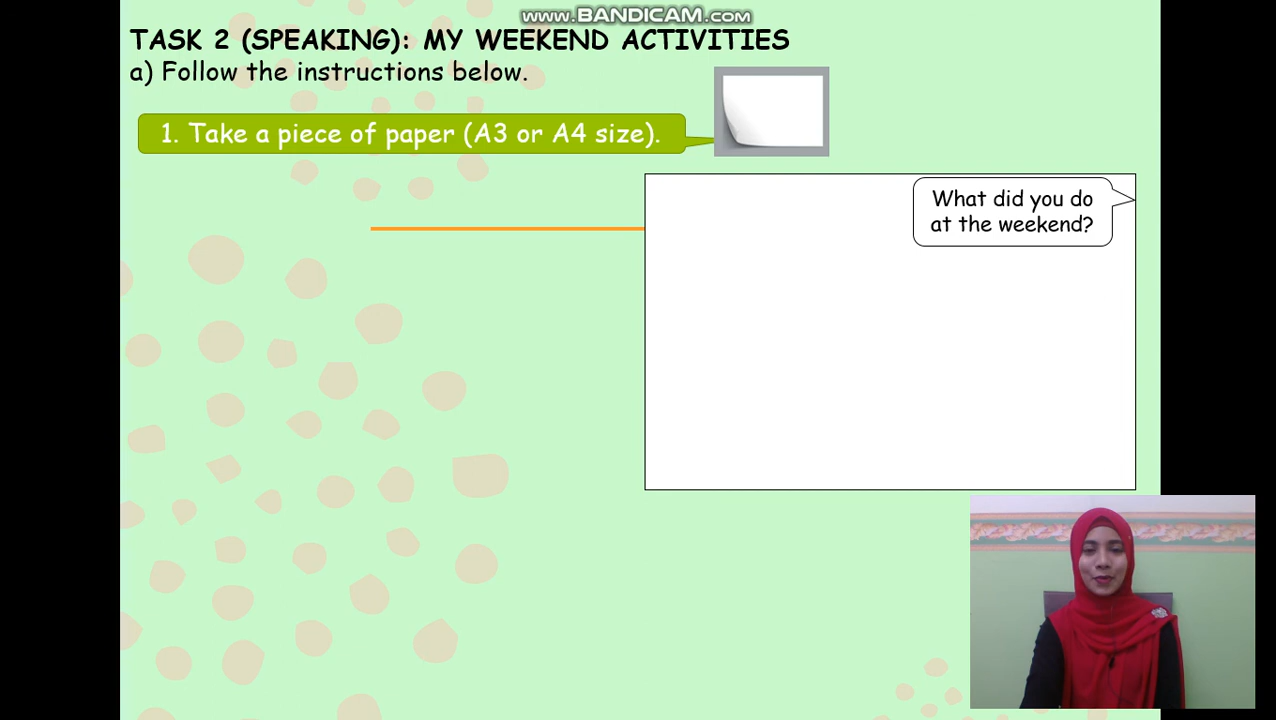 www.BANDICAM.com
TASK 2 (SPEAKING): MY WEEKEND ACTIVITIES
a) Follow the instructions below.
1. Take a piece of paper (A3 or A4 size).
What did you do
at the weekend?